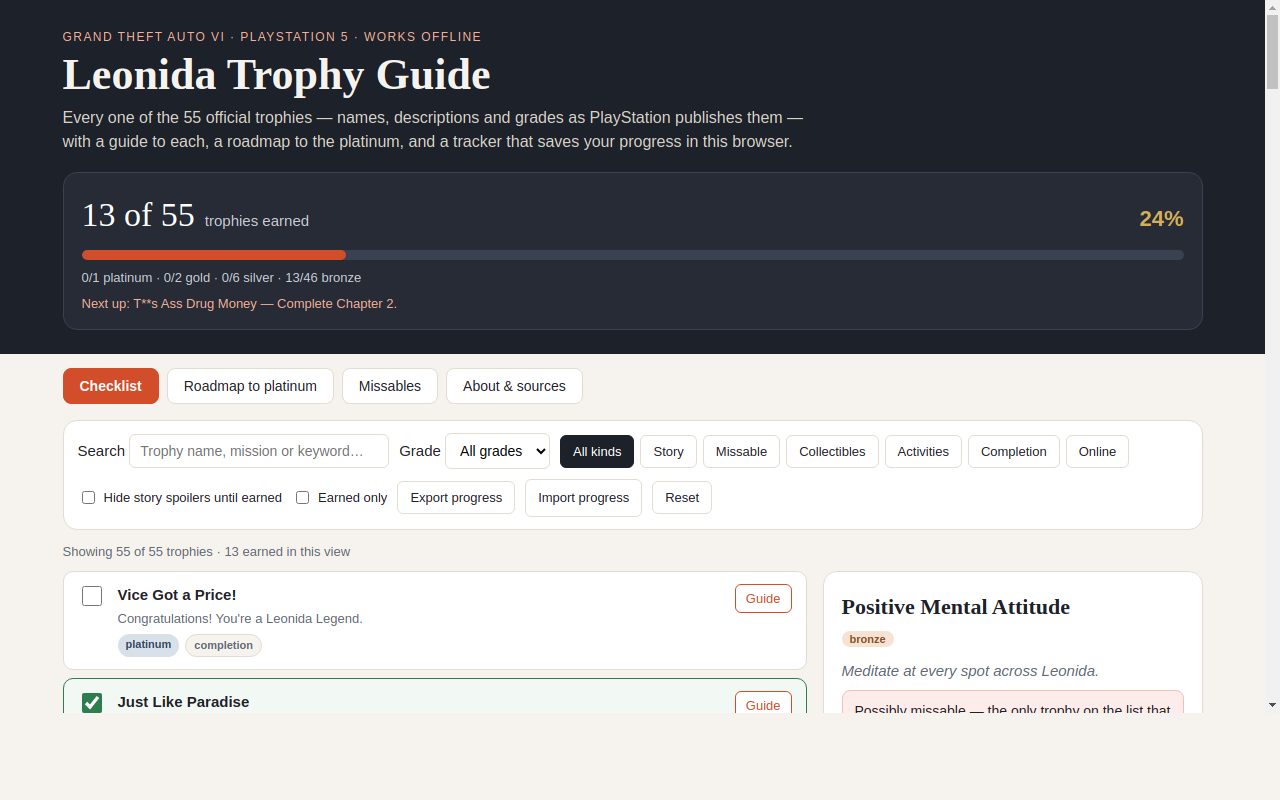 GRAND THEFT AUTO VI · PLAYSTATION 5 · WORKS OFFLINE
Leonida Trophy Guide
Every one of the 55 official trophies — names, descriptions and grades as PlayStation publishes them —
with a guide to each, a roadmap to the platinum, and a tracker that saves your progress in this browser.
13 of 55 trophies earned
24%
0/1 platinum · 0/2 gold · 0/6 silver · 13/46 bronze
Next up: T**s Ass Drug Money — Complete Chapter 2.
Checklist
Roadmap to platinum
Missables
About & sources
Search Trophy name, mission or keyword… Grade All grades All kinds Story Missable Collectibles Activities Completion Online
Hide story spoilers until earned Earned only Export progress Import progress Reset
Showing 55 of 55 trophies · 13 earned in this view
Vice Got a Price!
Guide
Congratulations! You're a Leonida Legend.
platinum completion
Just Like Paradise
Guide
Positive Mental Attitude
bronze
Meditate at every spot across Leonida.
Possibly missable — the only trophy on the list that